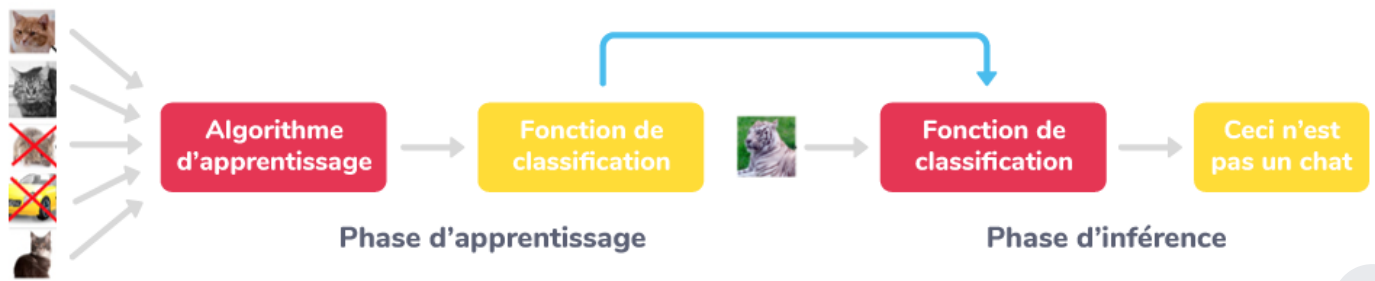 Algorithme
d'apprentissage
Fonction de
classification
Fonction de
classification
Ceci n'est
pas un chat
Phase d'apprentissage
Phase d'inférence